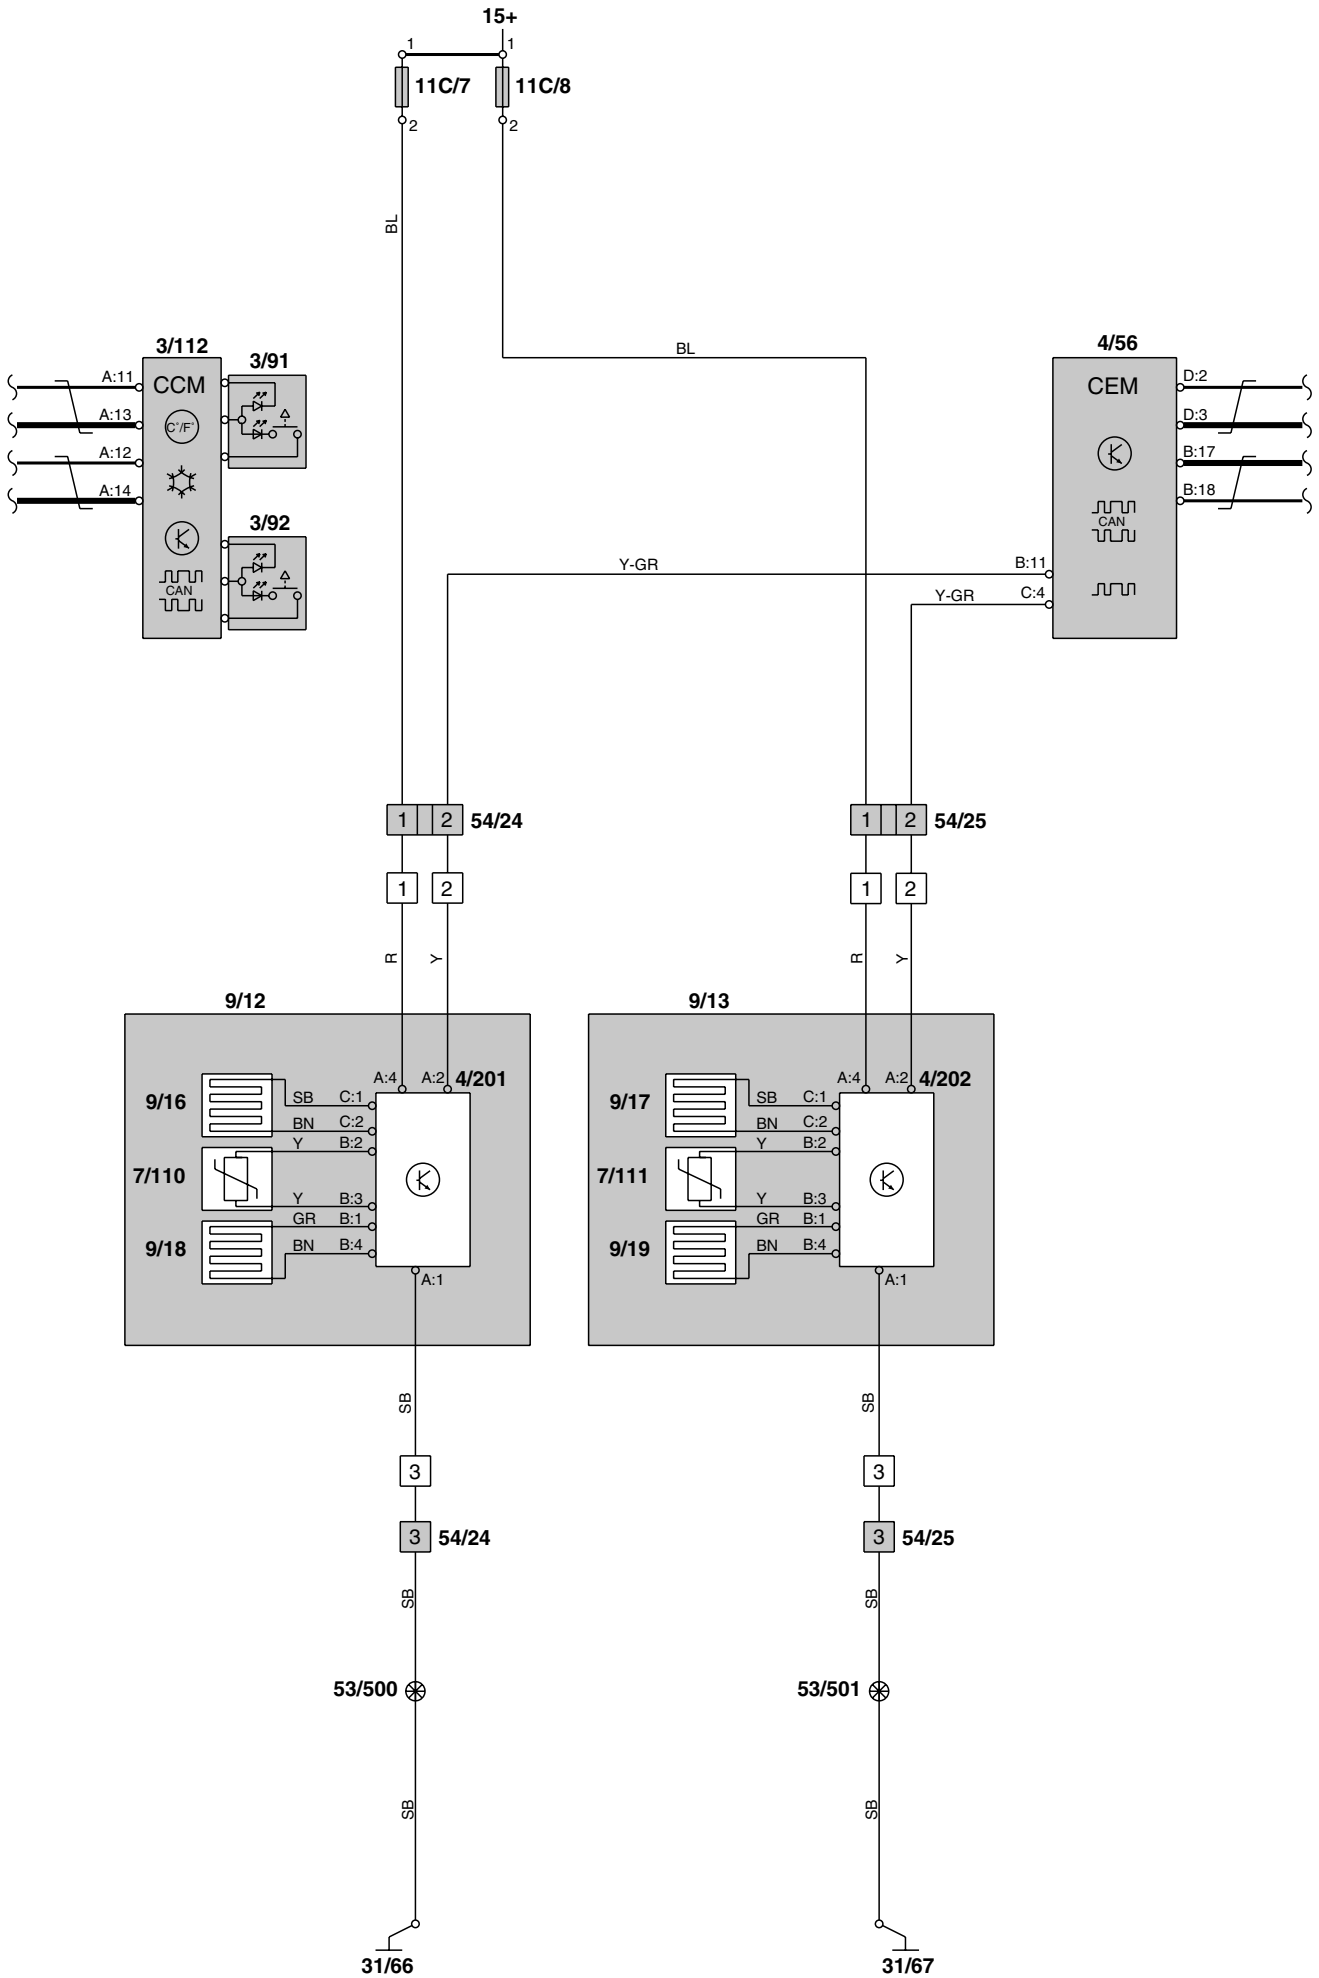 15+
1
1
11C/7
11C/8
2
2
BL
BL
3/112
3/91
4/56
A:11
CCM
CEM
D:2
A:13
C°/F°
D:3
A:12
B:17
A:14
B:18
3/92
CAN
CAN
Y-GR
B:11
Y-GR
C:4
1 2 54/24
1 2 54/25
1 2
1 2
R
Y
R
Y
9/12
9/13
A:4
A:2
4/201
A:4
A:2
4/202
9/16
SB
C:1
9/17
SB
C:1
BN
C:2
BN
C:2
Y
B:2
Y
B:2
7/110
7/111
Y
B:3
Y
B:3
GR
B:1
GR
B:1
9/18
BN
B:4
9/19
BN
B:4
A:1
A:1
SB
SB
3
3
3 54/24
3 54/25
SB
SB
53/500
53/501
SB
SB
31/66
31/67